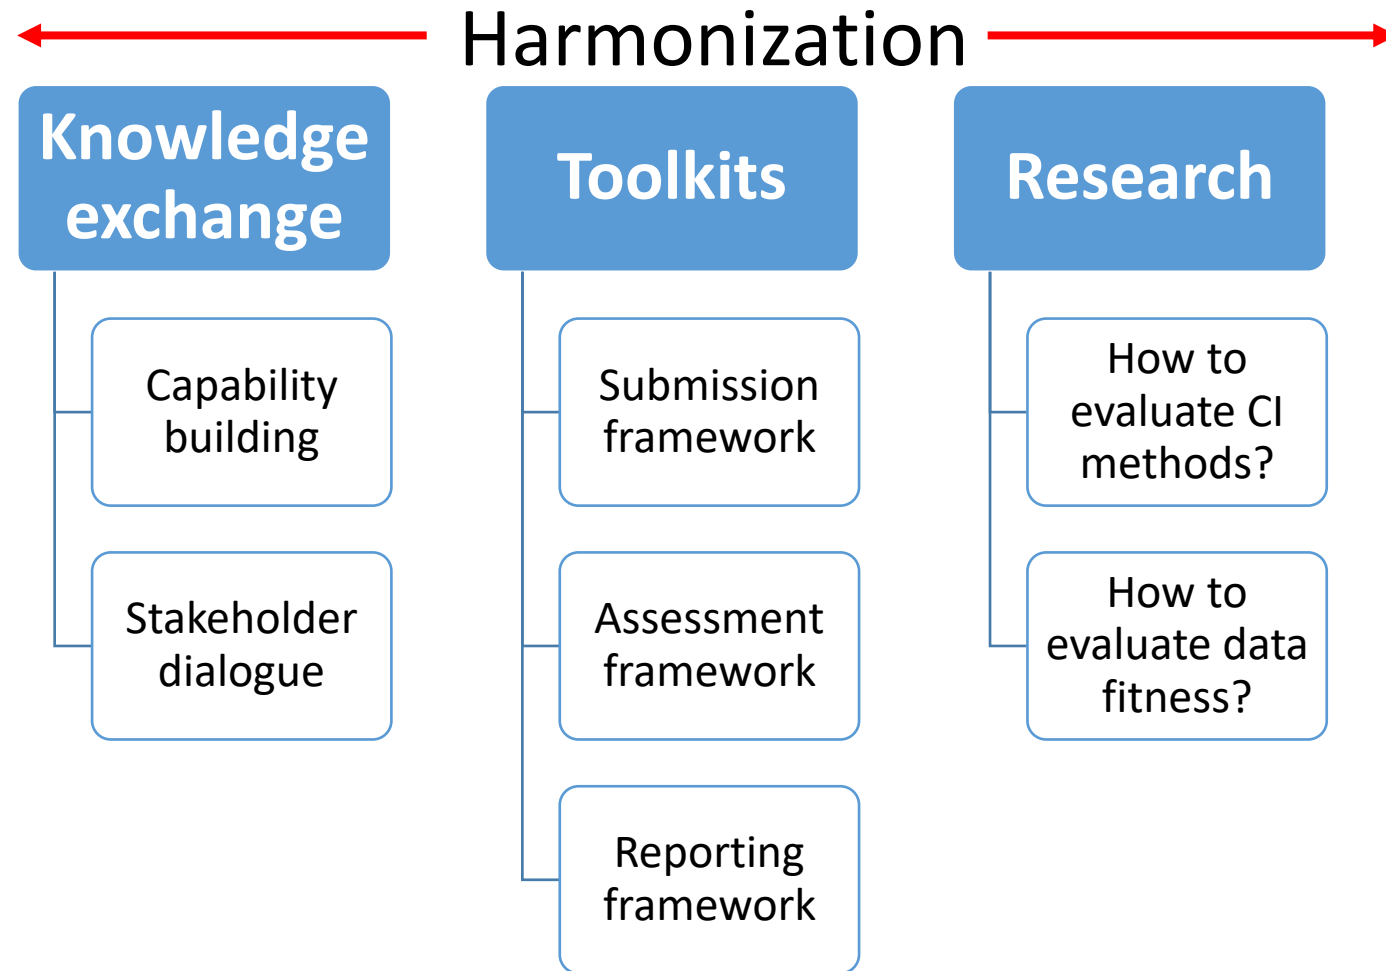 Harmonization
Knowledge
exchange
Capability
building
Stakeholder
dialogue
Toolkits
Submission
framework
Assessment
framework
Reporting
framework
Research
How to
evaluate CI
methods?
How to
evaluate data
fitness?